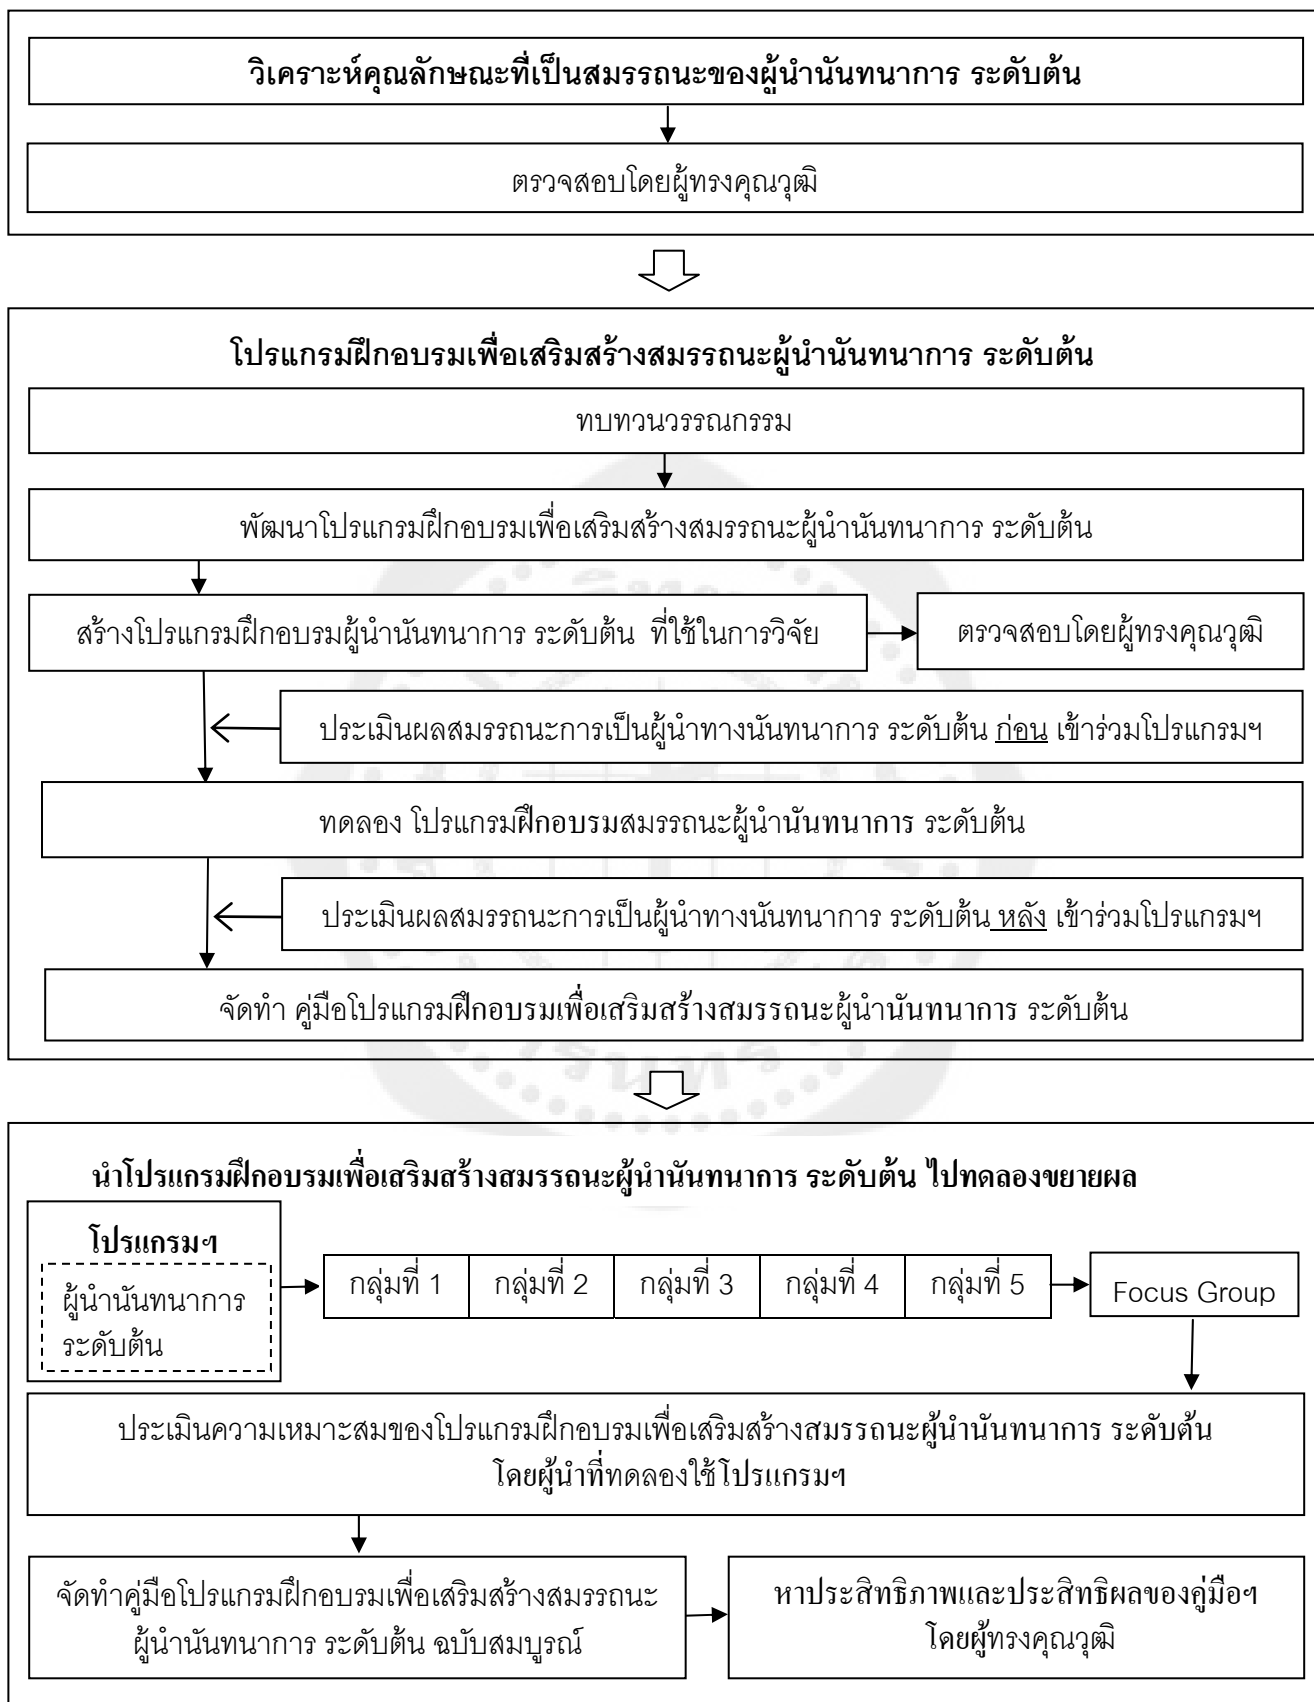 วิเคราะห์คุณลักษณะที่เป็นสมรรถนะของผู้นำนันทนาการ ระดับต้น
ตรวจสอบโดยผู้ทรงคุณวุฒิ
โปรแกรมฝึกอบรมเพื่อเสริมสร้างสมรรถนะผู้นำนันทนาการ ระดับต้น
ทบทวนวรรณกรรม
พัฒนาโปรแกรมฝึกอบรมเพื่อเสริมสร้างสมรรถนะผู้นำนันทนาการ ระดับต้น
สร้างโปรแกรมฝึกอบรมผู้นำนันทนาการ ระดับต้น ที่ใช้ในการวิจัย
ตรวจสอบโดยผู้ทรงคุณวุฒิ
ประเมินผลสมรรถนะการเป็นผู้นำทางนันทนาการ ระดับต้น ก่อน เข้าร่วมโปรแกรมฯ
ทดลอง โปรแกรมฝึกอบรมสมรรถนะผู้นำนันทนาการ ระดับต้น
ประเมินผลสมรรถนะการเป็นผู้นำทางนันทนาการ ระดับต้น หลัง เข้าร่วมโปรแกรมฯ
จัดทำ คู่มือโปรแกรมฝึกอบรมเพื่อเสริมสร้างสมรรถนะผู้นำนันทนาการ ระดับต้น
นำโปรแกรมฝึกอบรมเพื่อเสริมสร้างสมรรถนะผู้นำนันทนาการ ระดับต้น ไปทดลองขยายผล
โปรแกรมฯ
ผู้นำนันทนาการ
ระดับต้น
กลุ่มที่ 1
กลุ่มที่ 2
กลุ่มที่ 3
กลุ่มที่ 4
กลุ่มที่ 5
Focus Group
ประเมินความเหมาะสมของโปรแกรมฝึกอบรมเพื่อเสริมสร้างสมรรถนะผู้นำนันทนาการ ระดับต้น
โดยผู้นำที่ทดลองใช้โปรแกรมฯ
จัดทำคู่มือโปรแกรมฝึกอบรมเพื่อเสริมสร้างสมรรถนะ
ผู้นำนันทนาการ ระดับต้น ฉบับสมบูรณ์
หาประสิทธิภาพและประสิทธิผลของคู่มือฯ
โดยผู้ทรงคุณวุฒิ